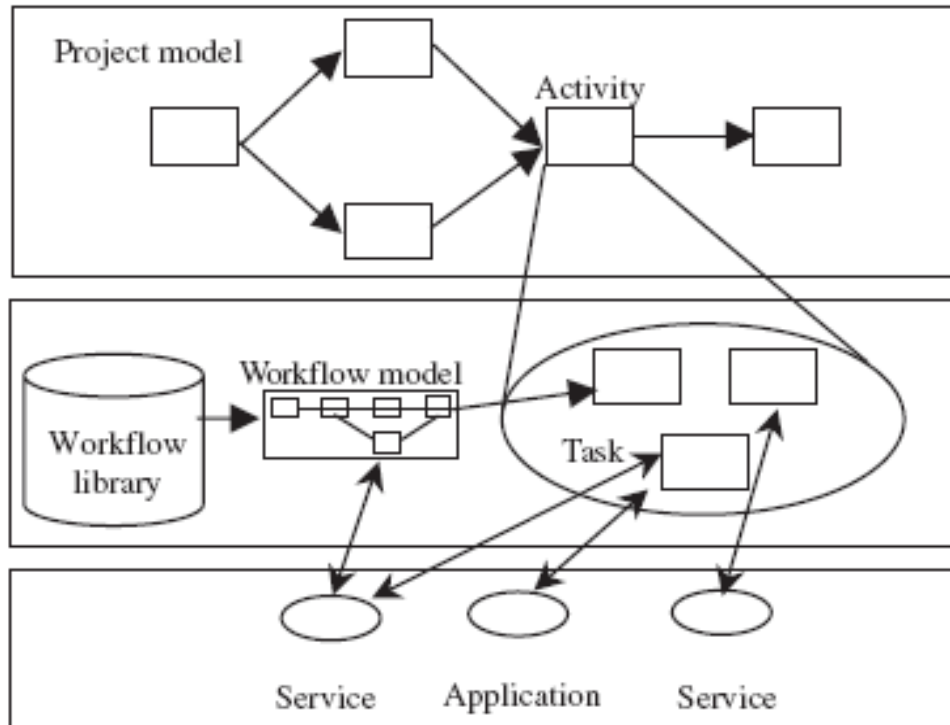 Project model
Activity
Workflow model
Workflow
library
Task
Service
Application
Service